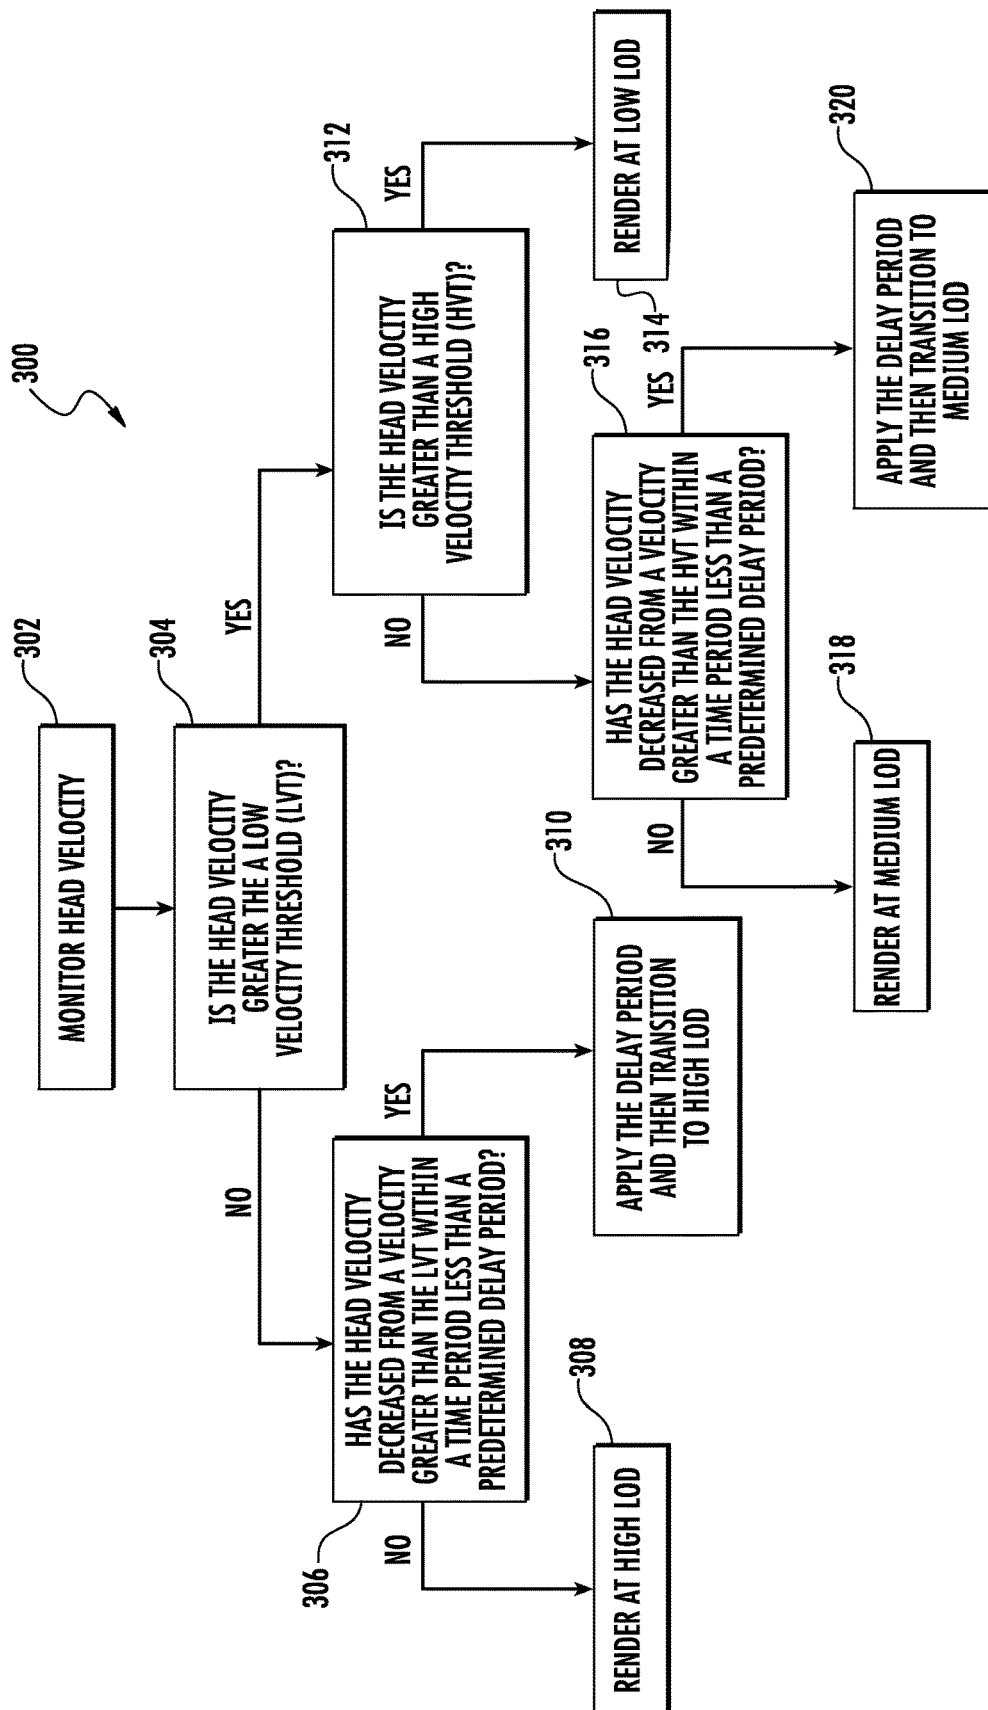 300
302
MONITOR HEAD VELOCITY
304
IS THE HEAD VELOCITY
GREATER THE A LOW
VELOCITY THRESHOLD (LVT)?
NO
YES
306
HAS THE HEAD VELOCITY
DECREASED FROM A VELOCITY
GREATER THAN THE LVT WITHIN
A TIME PERIOD LESS THAN A
PREDETERMINED DELAY PERIOD?
312
IS THE HEAD VELOCITY
GREATER THAN A HIGH
VELOCITY THRESHOLD (HVT)?
NO
YES
NO
YES
308
RENDER AT HIGH LOD
310
APPLY THE DELAY PERIOD
AND THEN TRANSITION
TO HIGH LOD
316
HAS THE HEAD VELOCITY
DECREASED FROM A VELOCITY
GREATER THAN THE HVT WITHIN
A TIME PERIOD LESS THAN A
PREDETERMINED DELAY PERIOD?
314
RENDER AT LOW LOD
NO
YES
318
RENDER AT MEDIUM LOD
320
APPLY THE DELAY PERIOD
AND THEN TRANSITION TO
MEDIUM LOD